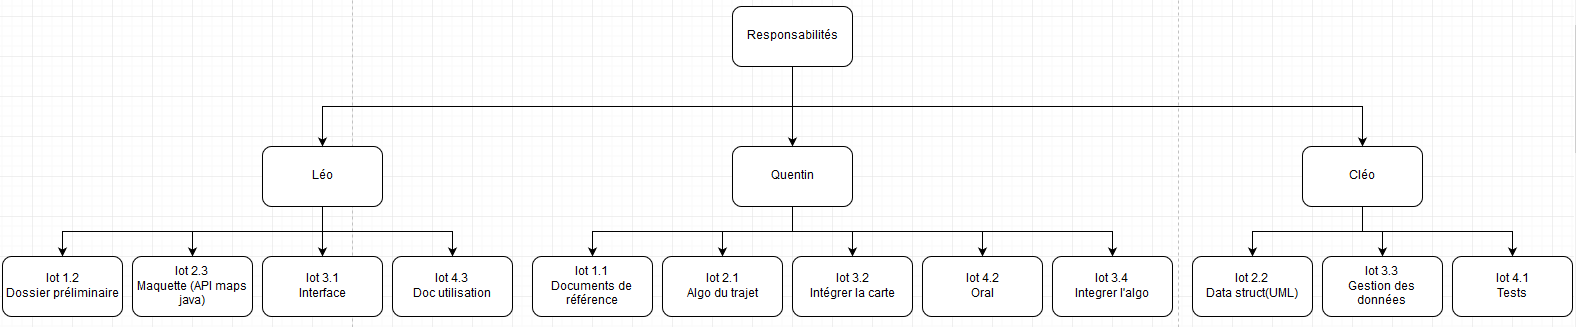 Responsabilités
Léo
Quentin
Cléo
lot 1.2
Dossier préliminaire
lot 2.3
Maquette (API maps
java)
lot 3.1
Interface
lot 4.3
Doc utilisation
lot 1.1
Documents de
référence
lot 2.1
Algo du trajet
lot 3.2
Intégrer la carte
lot 4.2
Oral
lot 3.4
Integrer l'algo
lot 2.2
Data struct(UML)
lot 3.3
Gestion des
données
lot 4.1
Tests